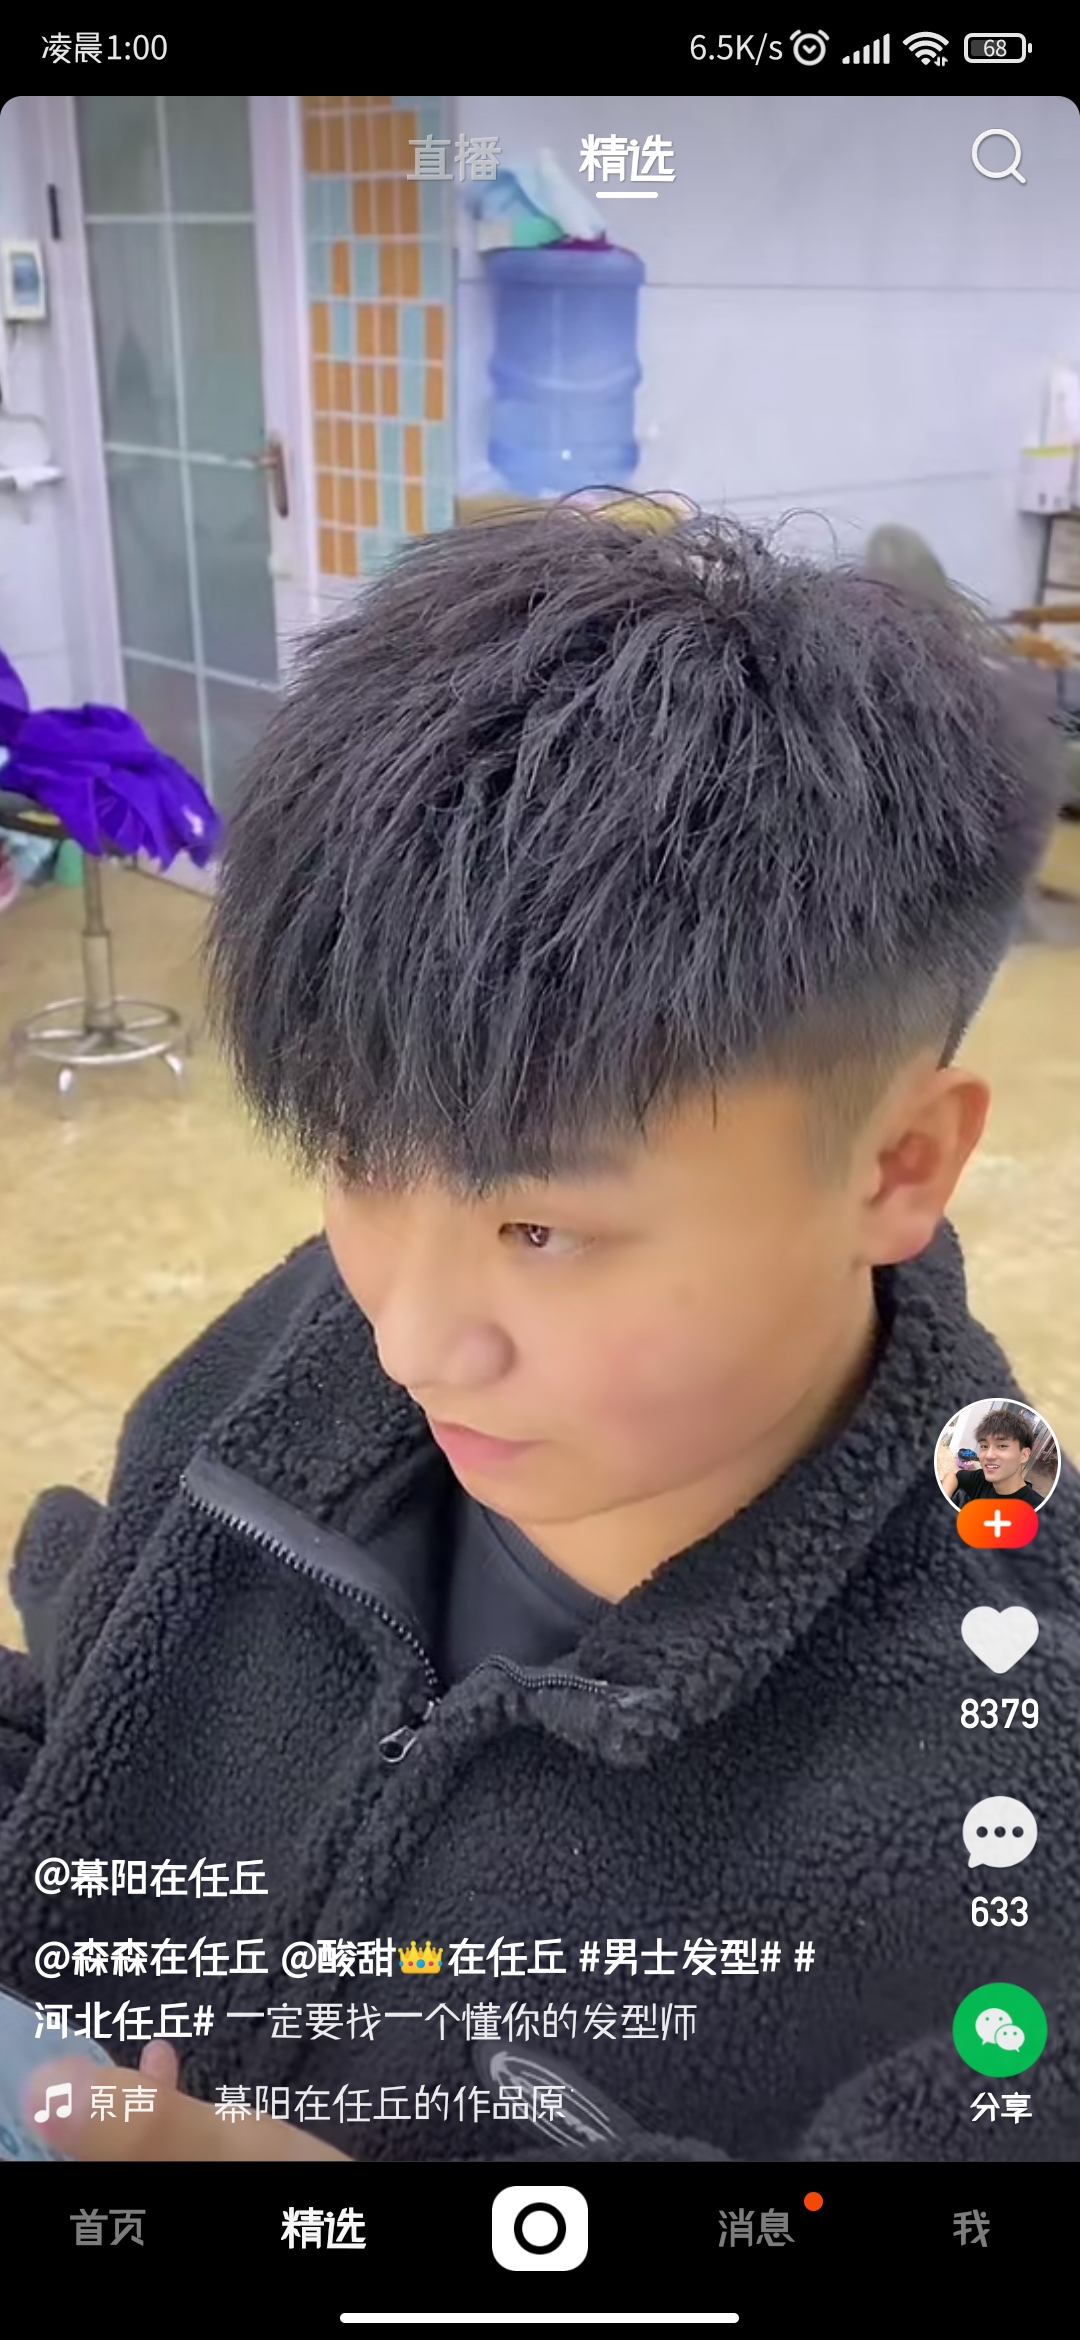 凌晨1:00
6.5K/s
68
直播 精选
8379
633
@幕阳在任丘
@森森在任丘 @酸甜👑在任丘 #男士发型# #
河北任丘# 一定要找一个懂你的发型师
原声 幕阳在任丘的作品原
分享
首页 精选 消息 我